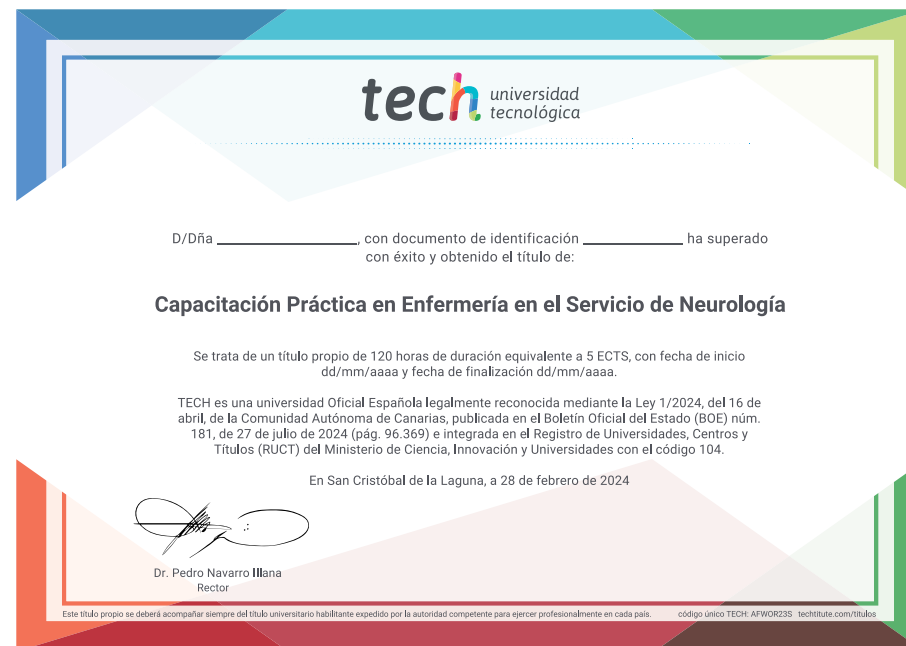 tech universidad
tecnológica
D/Dña ____________________, con documento de identificación ______________ ha superado
con éxito y obtenido el título de:
Capacitación Práctica en Enfermería en el Servicio de Neurología
Se trata de un título propio de 120 horas de duración equivalente a 5 ECTS, con fecha de inicio
dd/mm/aaaa y fecha de finalización dd/mm/aaaa.
TECH es una universidad Oficial Española legalmente reconocida mediante la Ley 1/2024, del 16 de
abril, de la Comunidad Autónoma de Canarias, publicada en el Boletín Oficial del Estado (BOE) núm.
181, de 27 de julio de 2024 (pág. 96.369) e integrada en el Registro de Universidades, Centros y
Títulos (RUCT) del Ministerio de Ciencia, Innovación y Universidades con el código 104.
En San Cristóbal de la Laguna, a 28 de febrero de 2024
Dr. Pedro Navarro Illana
Rector
Este título propio se deberá acompañar siempre del título universitario habilitante expedido por la autoridad competente para ejercer profesionalmente en cada país. código único TECH: AFWOR23S techtitute.com/titulos